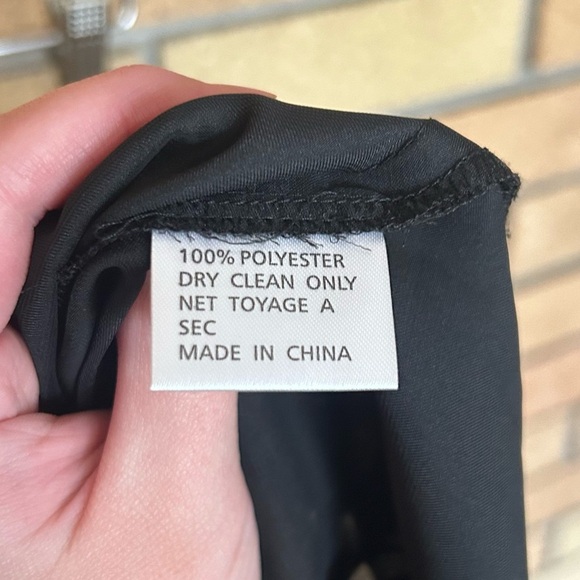 100% POLYESTER
DRY CLEAN ONLY
NET TOYAGE A
SEC
MADE IN CHINA